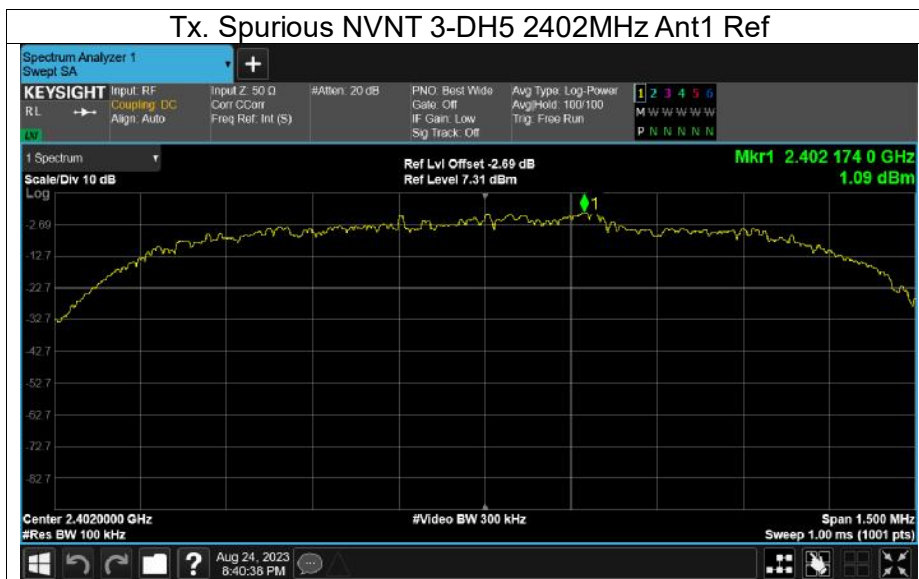 Tx. Spurious NVNT 3-DH5 2402MHz Ant1 Ref
Spectrum Analyzer 1
Swept SA
+
KEYSIGHT Input: RF Input Z: 50 Ω #Atten: 20 dB PNO: Best Wide Avg Type: Log-Power 1 2 3 4 5 6
RL Coupling: DC Corr CCorr Gate: Off Avg|Hold: 100/100 M W W W W W
Align: Auto Freq Ref: Int (S) IF Gain: Low Trig: Free Run
LXI Sig Track: Off P N N N N N
1 Spectrum Ref Lvl Offset -2.69 dB Mkr1 2.402 174 0 GHz
Scale/Div 10 dB Ref Level 7.31 dBm 1.09 dBm
Log
1
-2.69
-12.7
-22.7
-32.7
-42.7
-52.7
-62.7
-72.7
-82.7
Center 2.4020000 GHz #Video BW 300 kHz Span 1.500 MHz
#Res BW 100 kHz Sweep 1.00 ms (1001 pts)
? Aug 24, 2023
8:40:38 PM